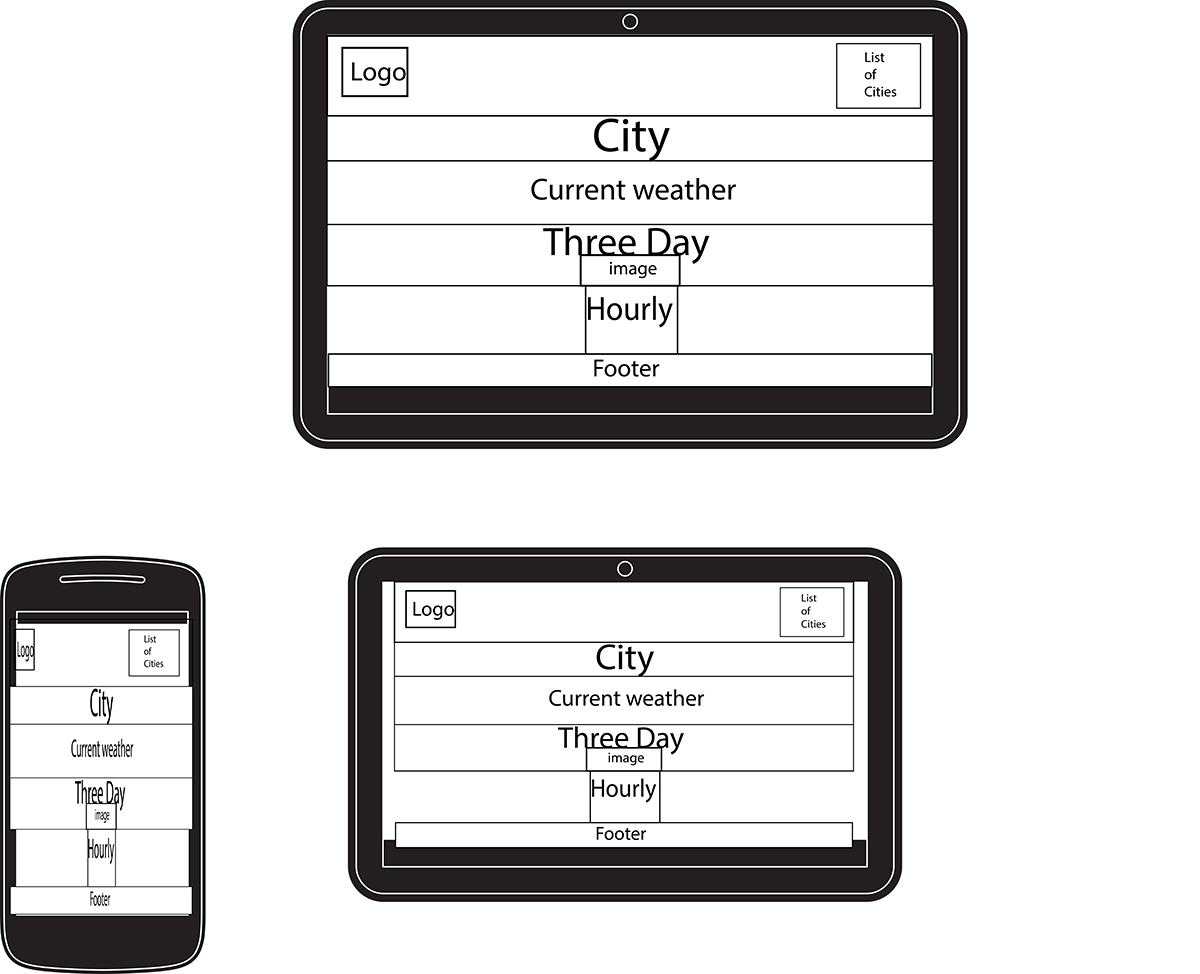 Logo
List
of
Cities
City
Current weather
Three Day
image
Hourly
Footer
Logo
List
of
Cities
City
Current weather
Three Day
image
Hourly
Footer
Logo
List
of
Cities
City
Current weather
Three Day
image
Hourly
Footer